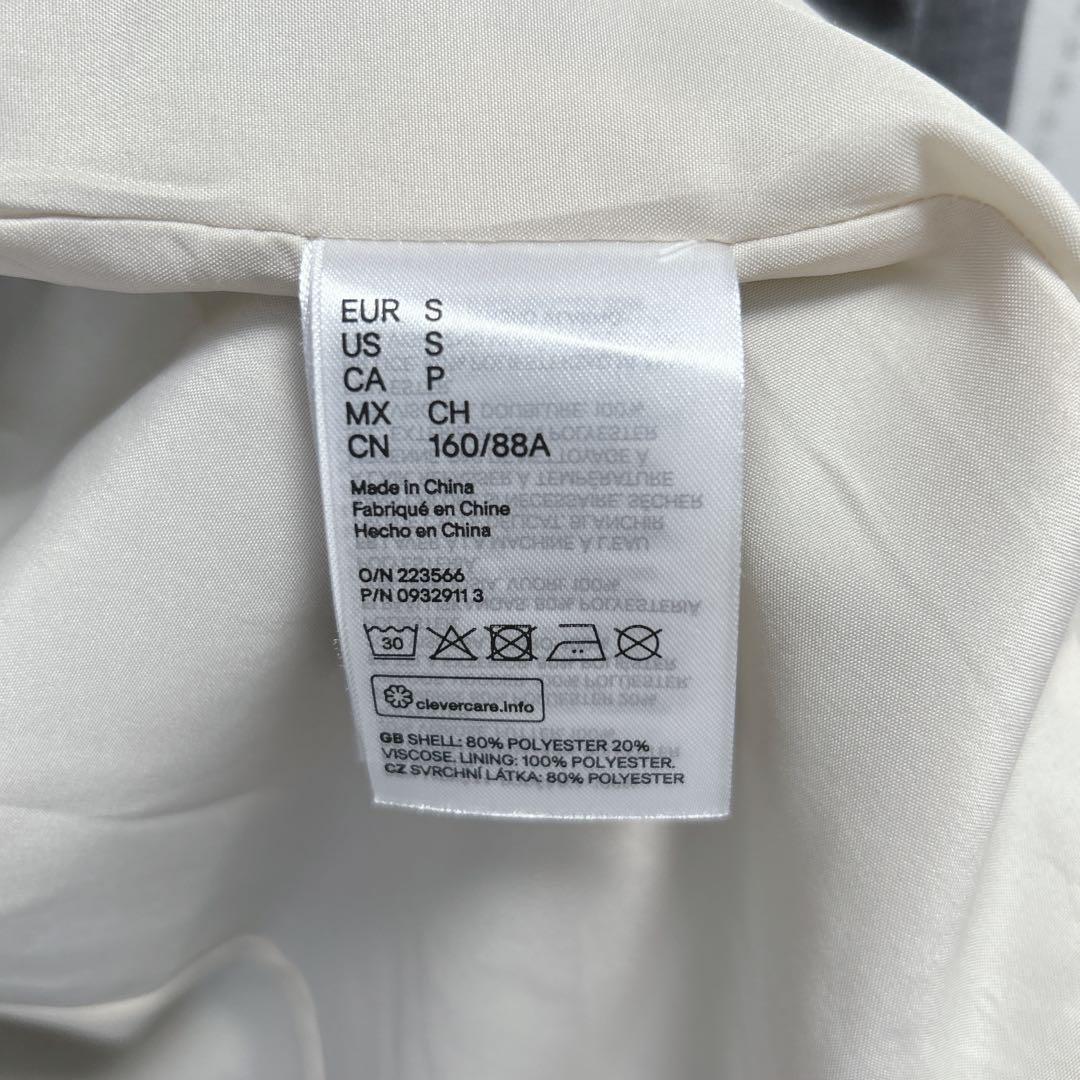 EUR S
US S
CA P
MX CH
CN 160/88A
Made in China
Fabriqué en Chine
Hecho en China
O/N 223566
P/N 0932911 3
30
clevercare.info
GB SHELL: 80% POLYESTER 20%
VISCOSE. LINING: 100% POLYESTER.
CZ SVRCHNÍ LÁTKA: 80% POLYESTER